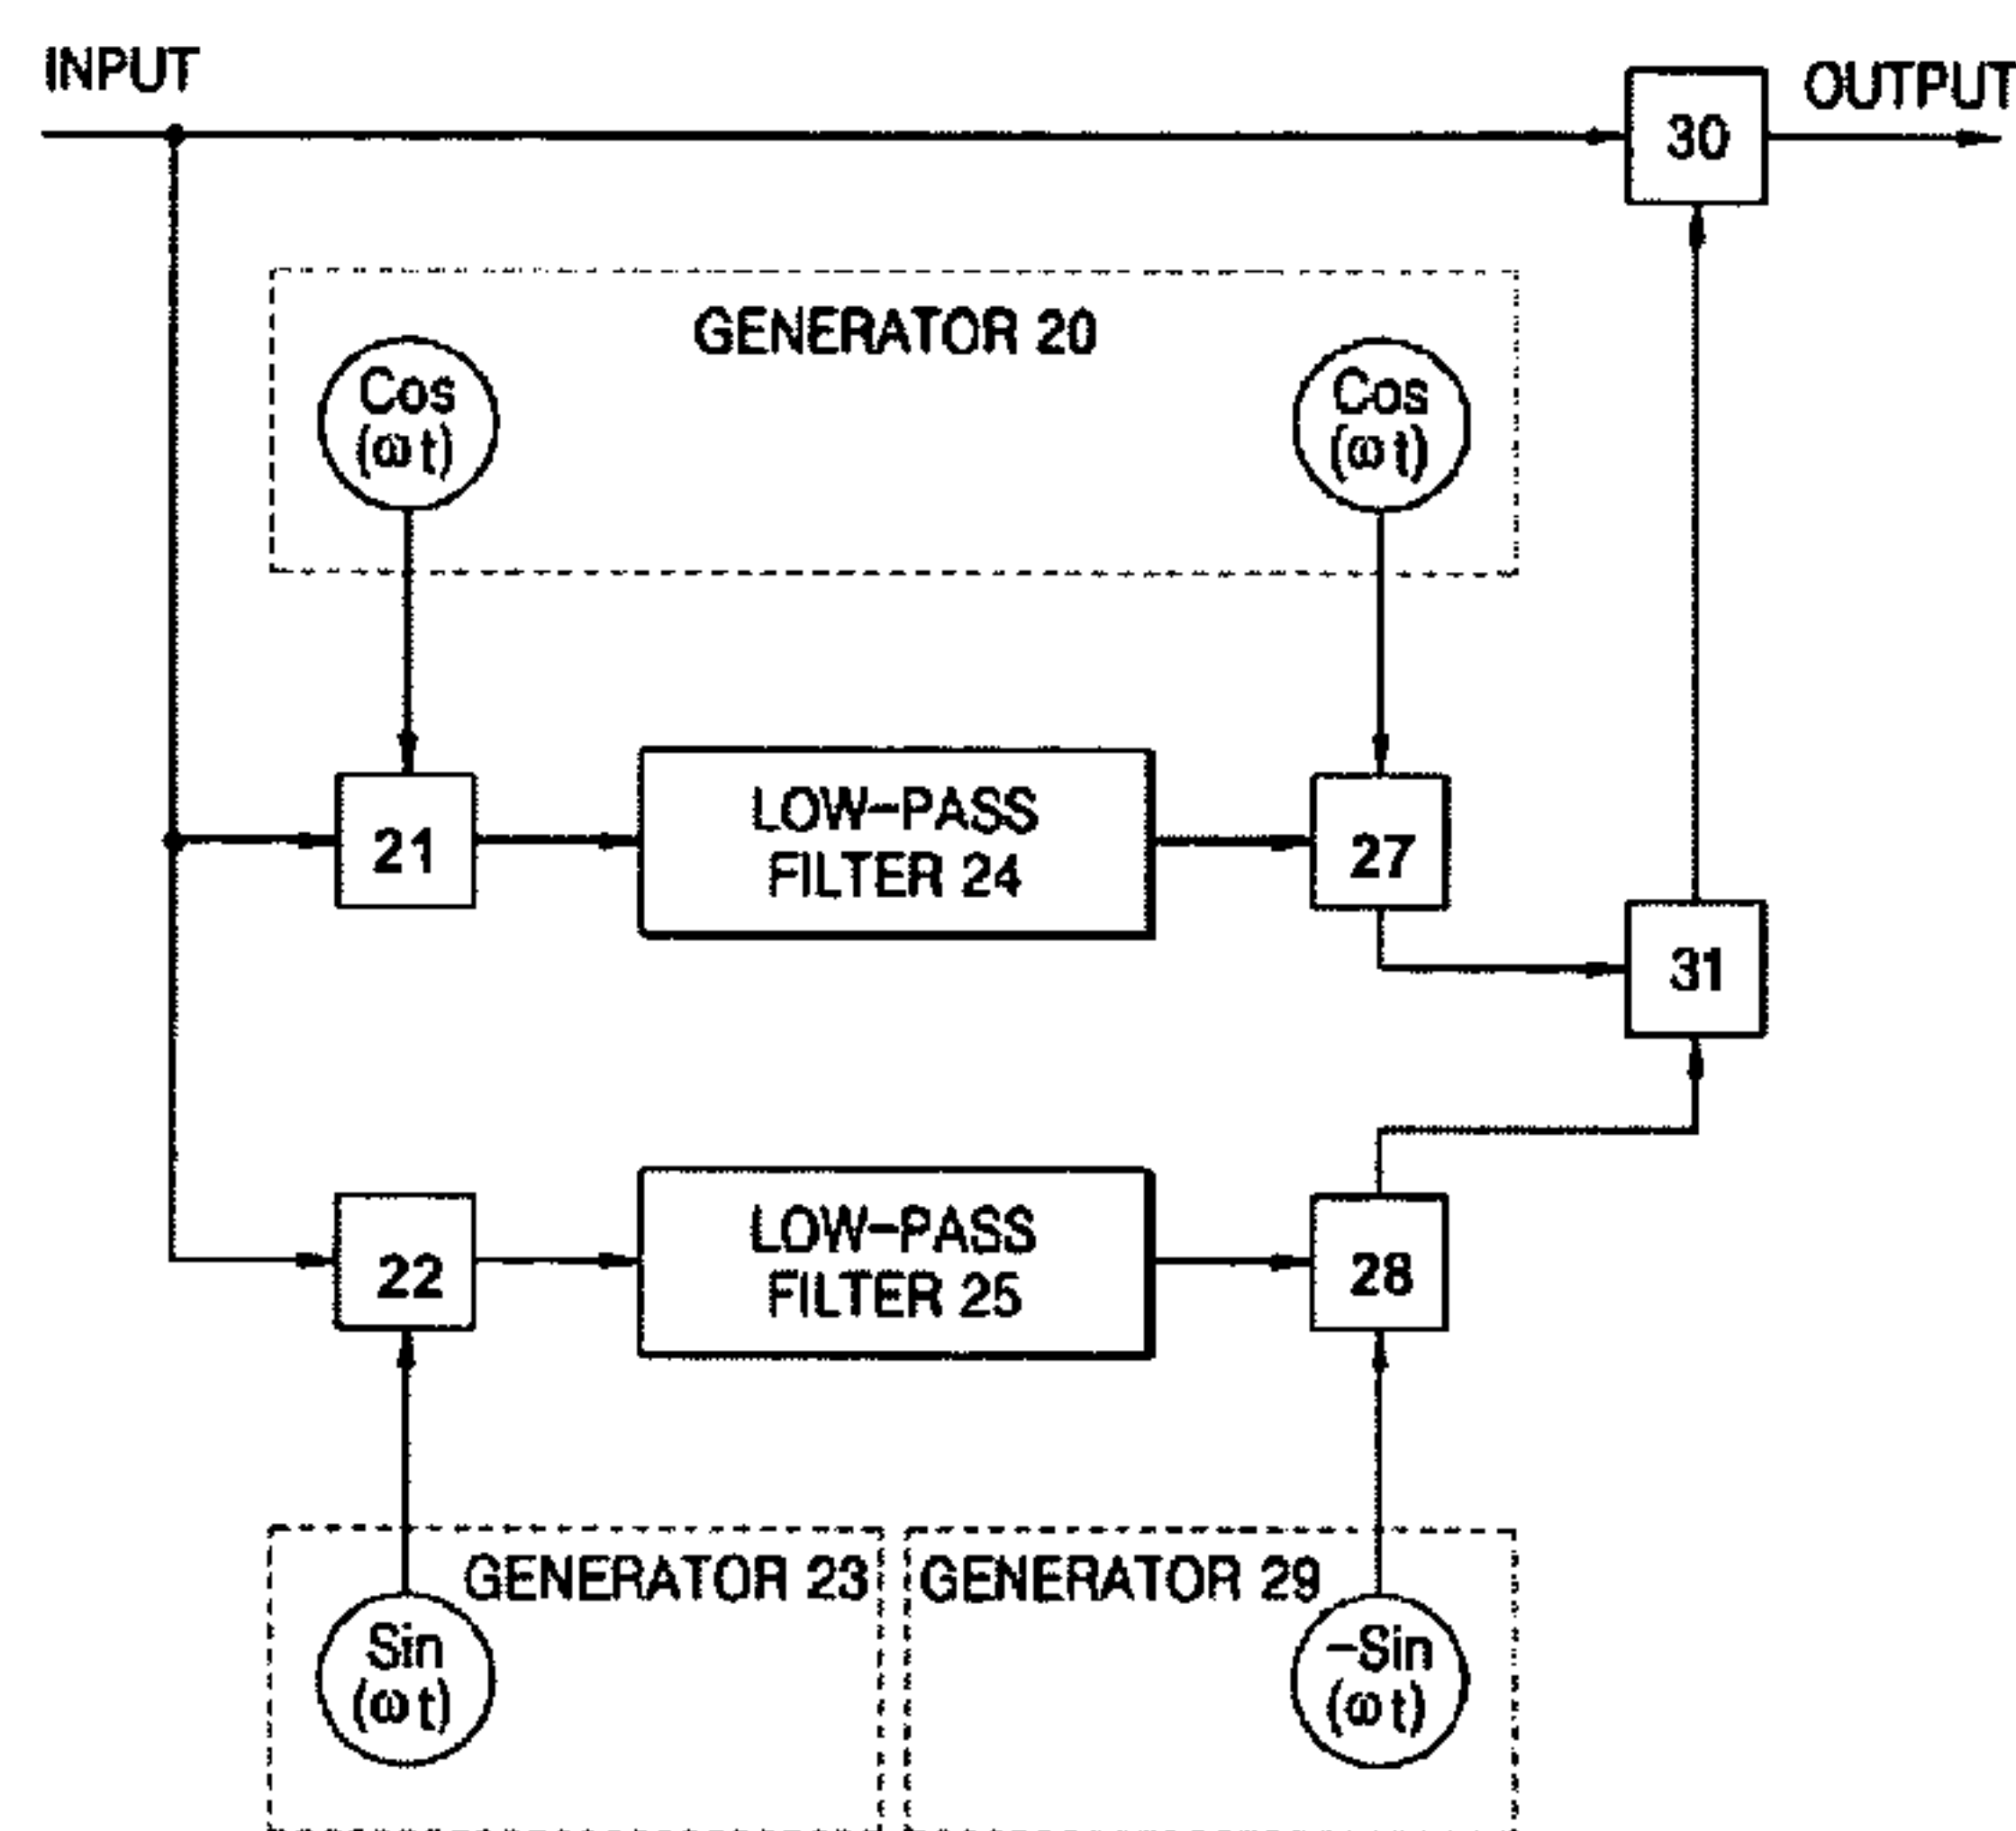 INPUT
OUTPUT
30
GENERATOR 20
Cos
(ωt)
Cos
(ωt)
21
LOW-PASS
FILTER 24
27
31
22
LOW-PASS
FILTER 25
28
GENERATOR 23
GENERATOR 29
Sin
(ωt)
-Sin
(ωt)